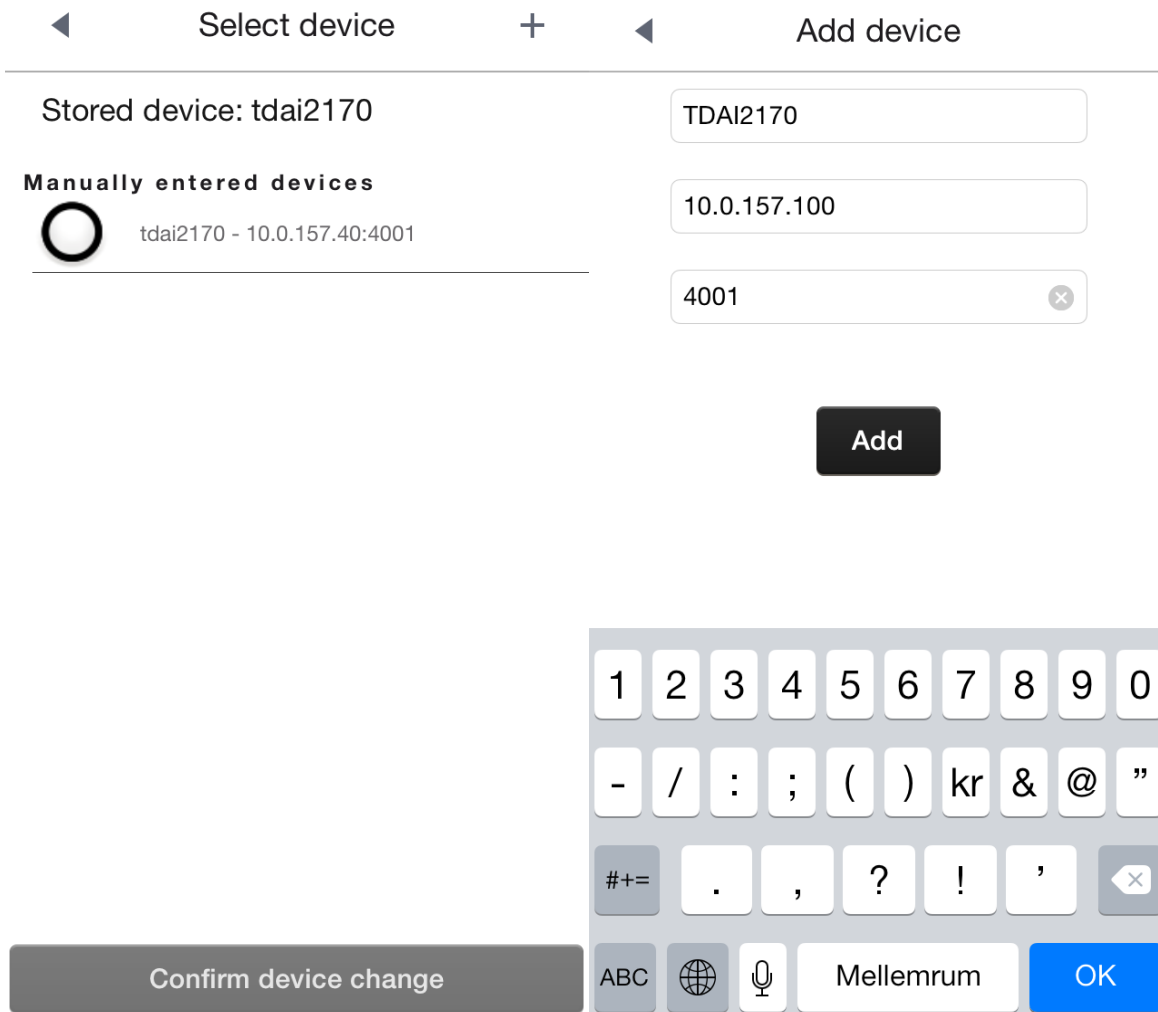 Select device
+
Stored device: tdai2170
Manually entered devices
tdai2170 - 10.0.157.40:4001
Confirm device change
Add device
TDAI2170
10.0.157.100
4001
Add
1 2 3 4 5 6 7 8 9 0
- / : ; ( ) kr & @ ”
#+= . , ? ! ’
ABC Mellemrum OK